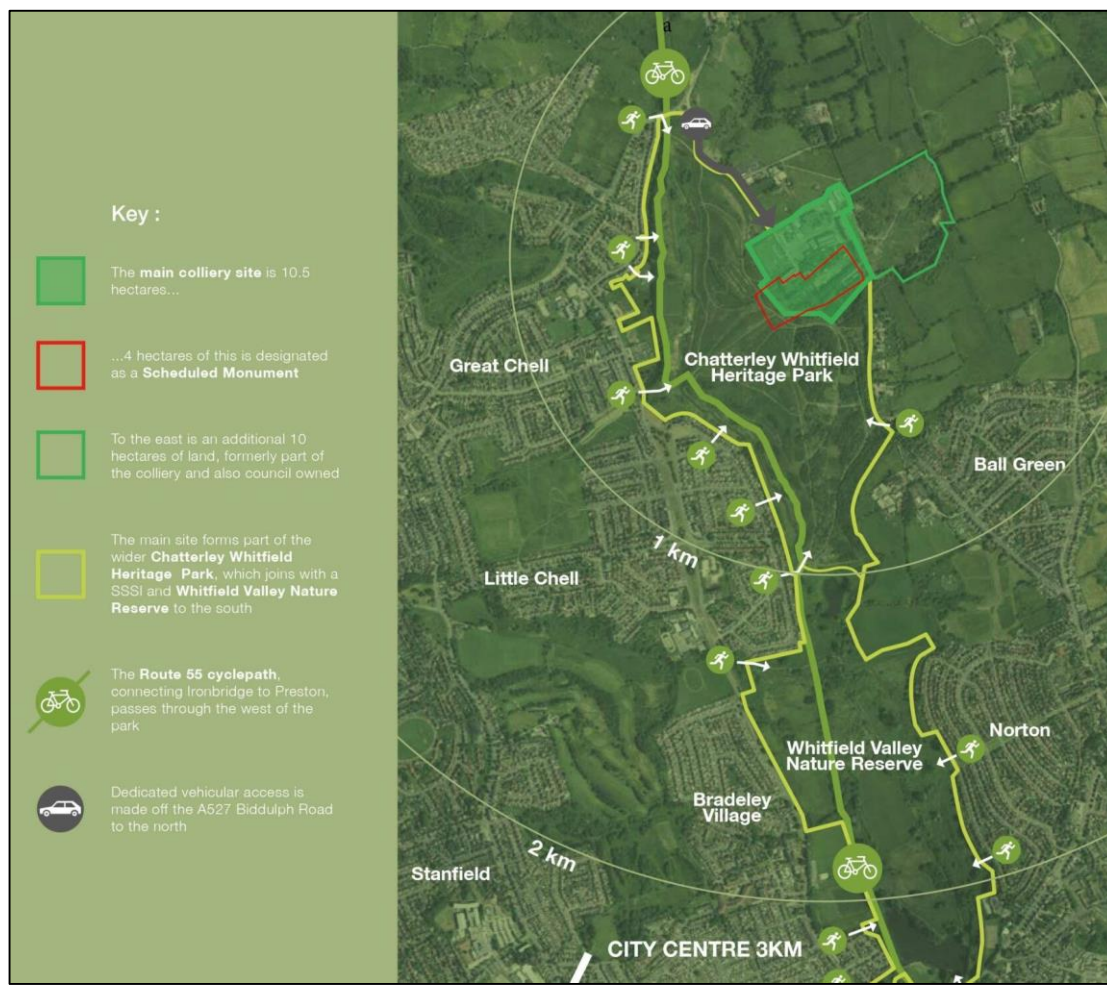 a
Key :
The main colliery site is 10.5
hectares...
...4 hectares of this is designated
as a Scheduled Monument
To the east is an additional 10
hectares of land, formerly part of
the colliery and also council owned
The main site forms part of the
wider Chatterley Whitfield
Heritage Park, which joins with a
SSSI and Whitfield Valley Nature
Reserve to the south
The Route 55 cyclepath,
connecting Ironbridge to Preston,
passes through the west of the
park
Dedicated vehicular access is
made off the A527 Biddulph Road
to the north
Great Chell
Chatterley Whitfield
Heritage Park
Ball Green
1 km
Little Chell
Whitfield Valley
Nature Reserve
Norton
Bradeley
Village
2 km
Stanfield
CITY CENTRE 3KM